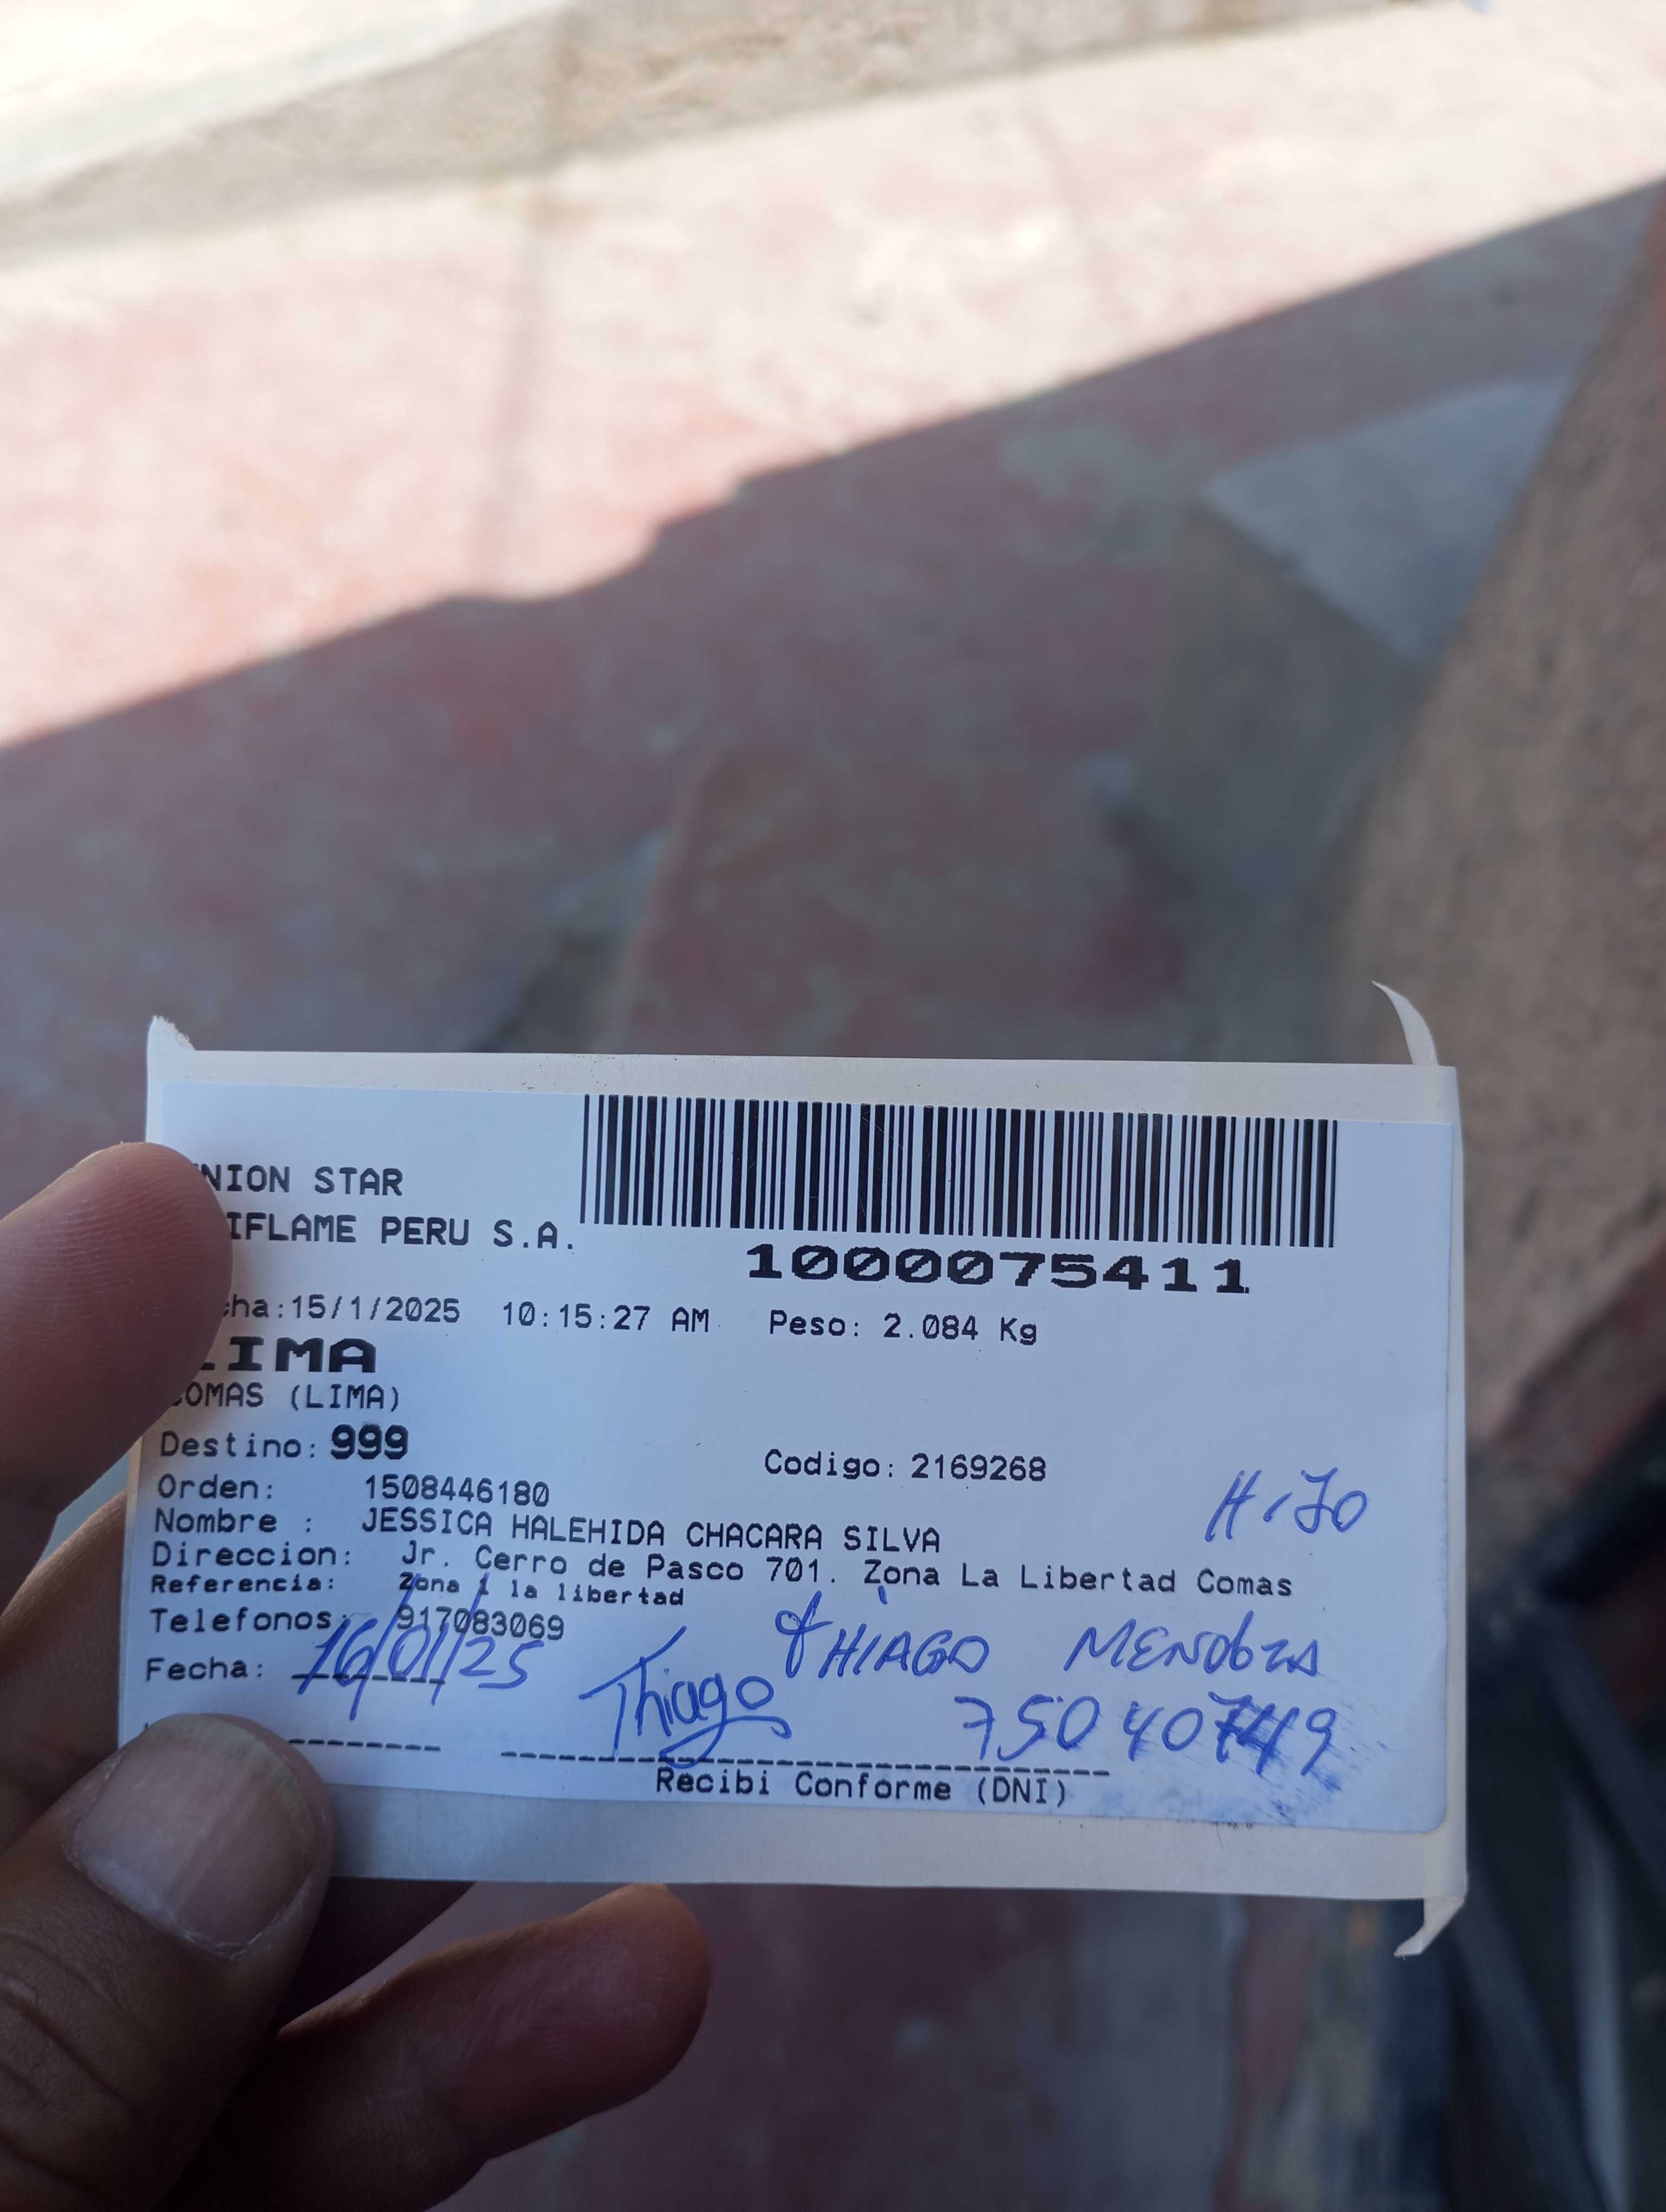 NION STAR
IFLAME PERU S.A.
1000075411
cha:15/1/2025 10:15:27 AM Peso: 2.084 Kg
LIMA
COMAS (LIMA)
Destino: 999
Codigo: 2169268
Orden: 1508446180
HiJO
Nombre : JESSICA HALEHIDA CHACARA SILVA
Direccion: Jr. Cerro de Pasco 701. Zona La Libertad Comas
Referencia: Zona 1 la libertad
Telefonos: 917083069
THIAGO MENDOZA
Fecha: 16/01/25
Thiago
75040749
Recibi Conforme (DNI)